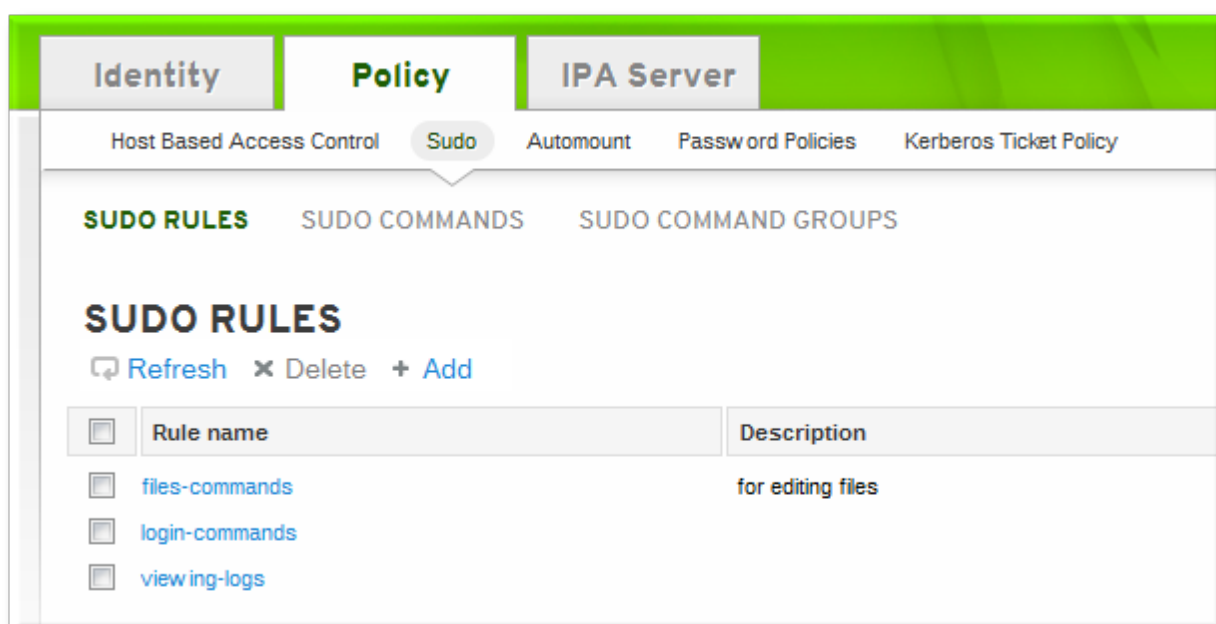 Identity Policy IPA Server
Host Based Access Control Sudo Automount Password Policies Kerberos Ticket Policy
SUDO RULES SUDO COMMANDS SUDO COMMAND GROUPS
SUDO RULES
Refresh Delete + Add
Rule name Description
files-commands for editing files
login-commands
viewing-logs